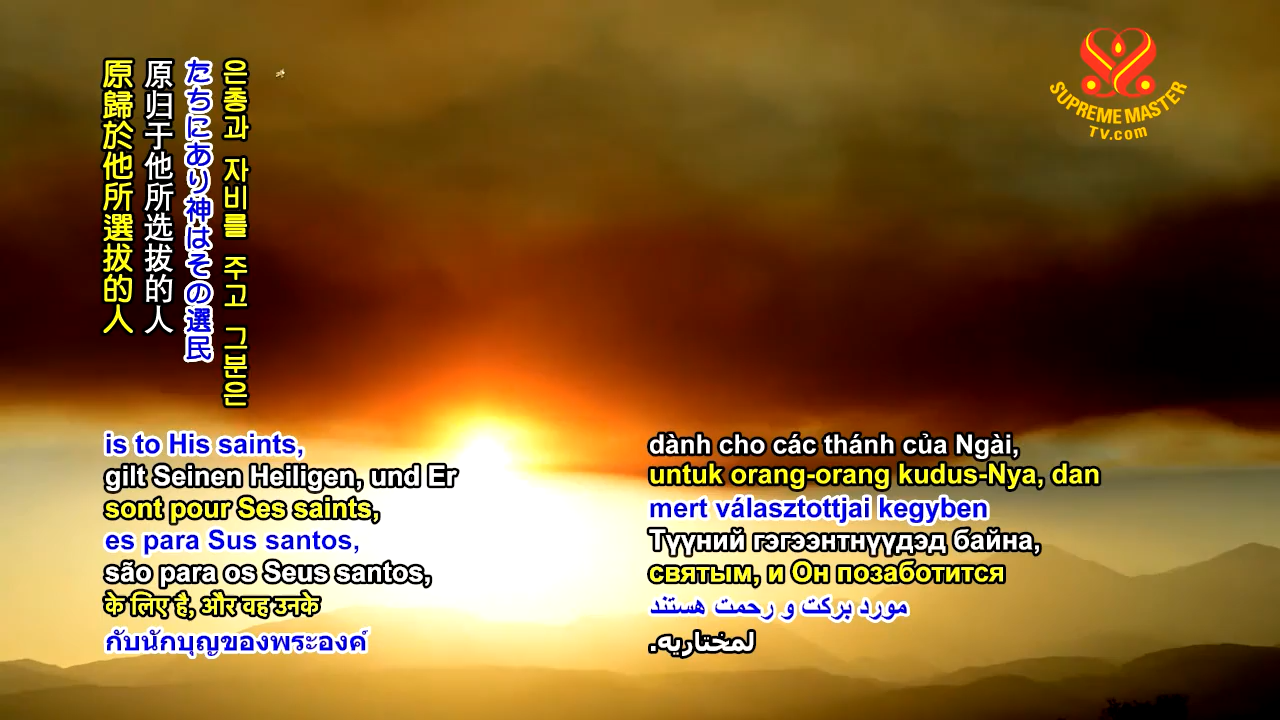 은총과 자비를 주고 그분은
たちにあり神はその選民
原归于他所选拔的人
原歸於他所選拔的人
SUPREME MASTER
TV.com
is to His saints,
gilt Seinen Heiligen, und Er
sont pour Ses saints,
es para Sus santos,
são para os Seus santos,
के लिए है, और वह उनके
กับนักบุญของพระองค์
dành cho các thánh của Ngài,
untuk orang-orang kudus-Nya, dan
mert választottjai kegyben
Түүний гэгээнтнүүдэд байна,
святым, и Он позаботится
مورد برکت و رحمت هستند
لمختاريه.